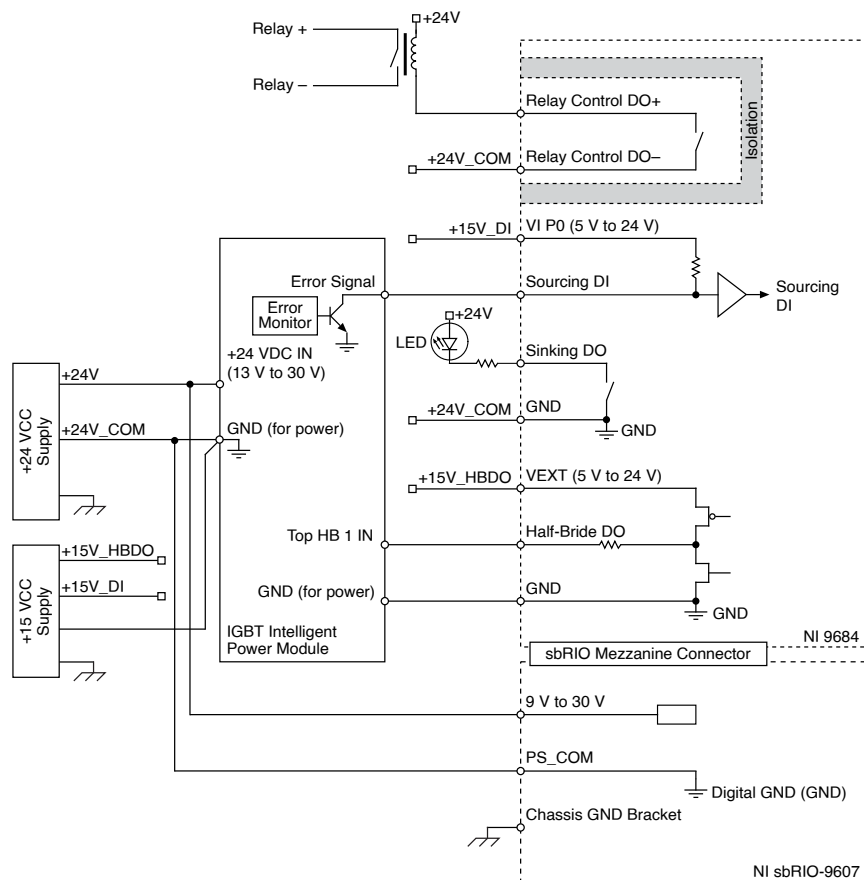 +24V
Relay +
Relay –
Relay Control DO+
Isolation
+24V_COM
Relay Control DO–
+15V_DI
VI P0 (5 V to 24 V)
Error Signal
Sourcing DI
Sourcing
DI
Error
Monitor
+24V
LED
Sinking DO
+24 VDC IN
(13 V to 30 V)
+24V
+24 VCC
Supply
+24V_COM
GND (for power)
+24V_COM
GND
GND
+15V_HBDO
VEXT (5 V to 24 V)
Top HB 1 IN
Half-Bride DO
+15V_HBDO
+15V_DI
+15 VCC
Supply
GND (for power)
GND
GND
IGBT Intelligent
Power Module
NI 9684
sbRIO Mezzanine Connector
9 V to 30 V
PS_COM
Digital GND (GND)
Chassis GND Bracket
NI sbRIO-9607